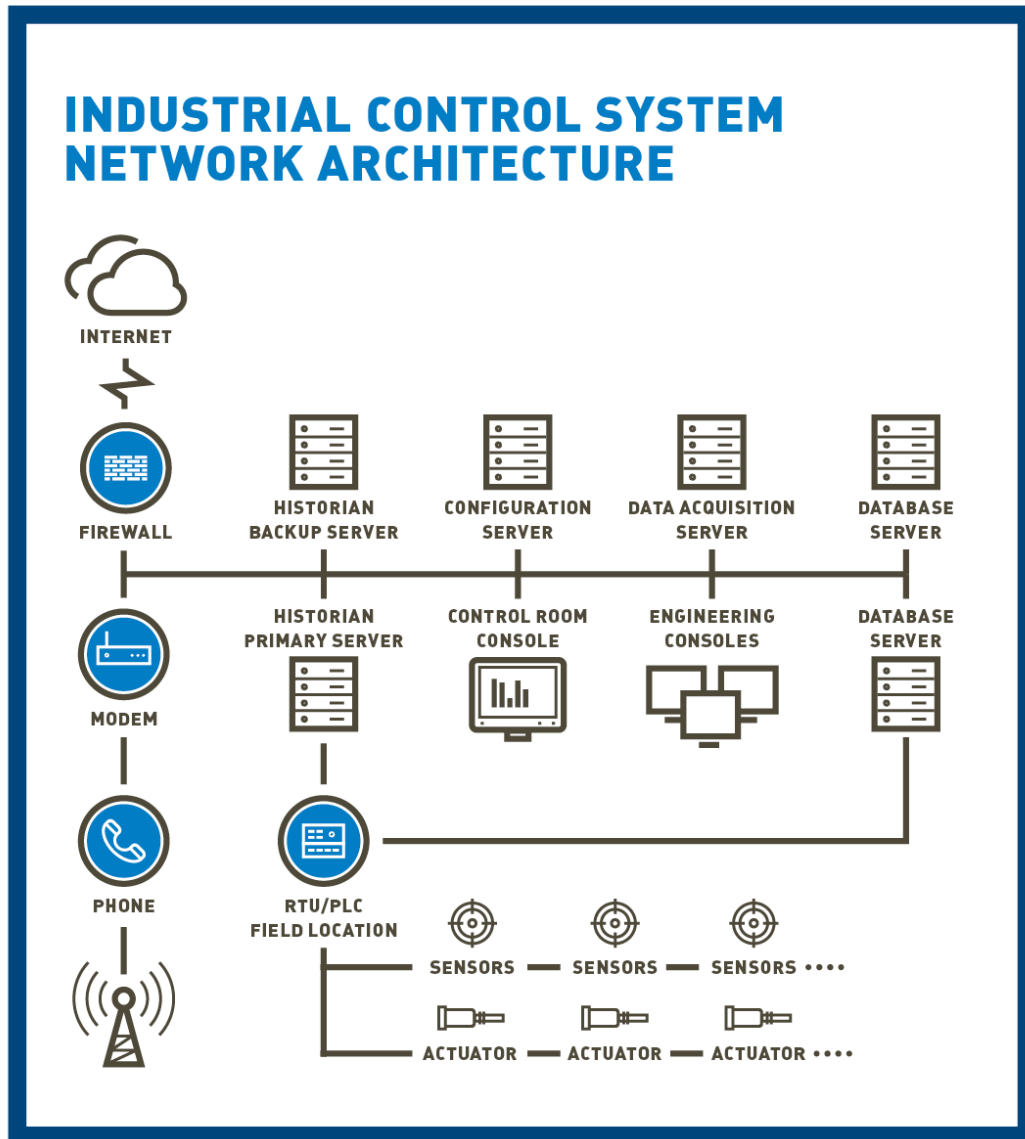 INDUSTRIAL CONTROL SYSTEM
NETWORK ARCHITECTURE
INTERNET
FIREWALL
HISTORIAN
BACKUP SERVER
CONFIGURATION
SERVER
DATA ACQUISITION
SERVER
DATABASE
SERVER
HISTORIAN
PRIMARY SERVER
CONTROL ROOM
CONSOLE
ENGINEERING
CONSOLES
DATABASE
SERVER
MODEM
PHONE
RTU/PLC
FIELD LOCATION
SENSORS SENSORS SENSORS ••••
ACTUATOR ACTUATOR ACTUATOR ••••